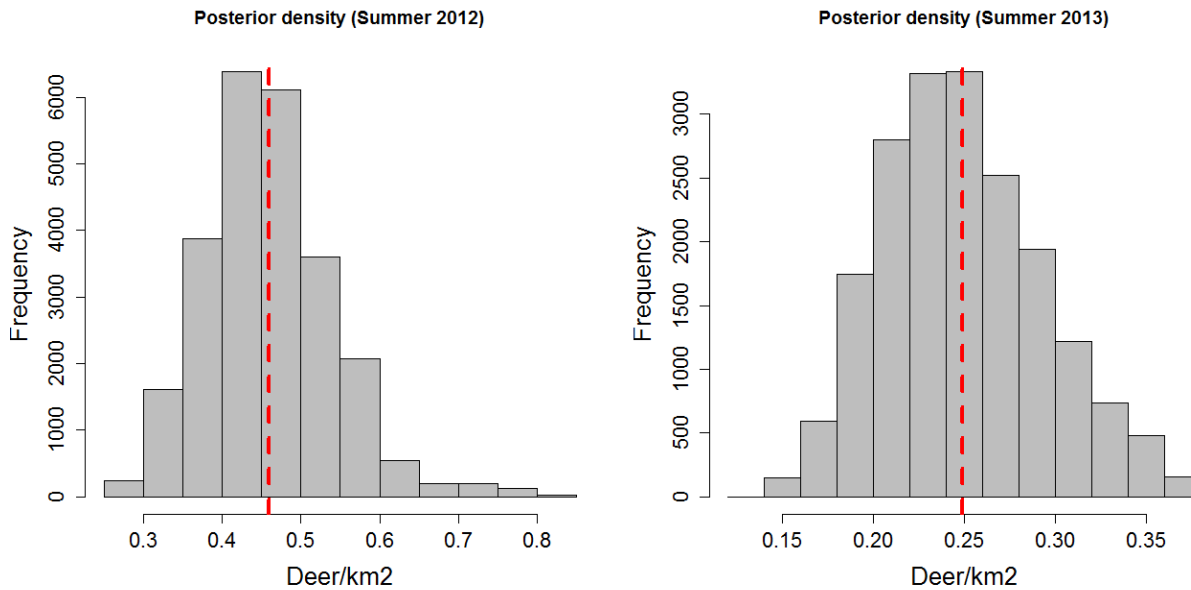 Posterior density (Summer 2012)
Frequency
0
1000
2000
3000
4000
5000
6000
0.3 0.4 0.5 0.6 0.7 0.8
Deer/km2
Posterior density (Summer 2013)
Frequency
0
500
1000
1500
2000
2500
3000
0.15 0.20 0.25 0.30 0.35
Deer/km2